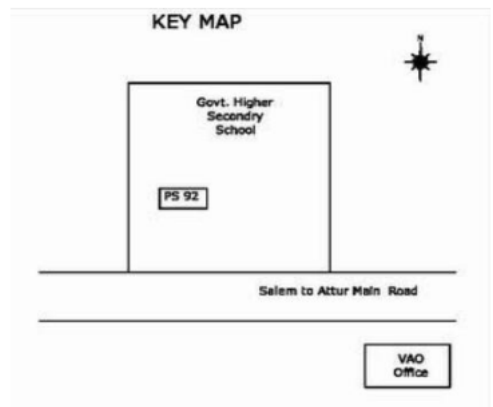 KEY MAP
N
Govt. Higher
Secondry
School
PS 92
Salem to Attur Main Road
VAO
Office